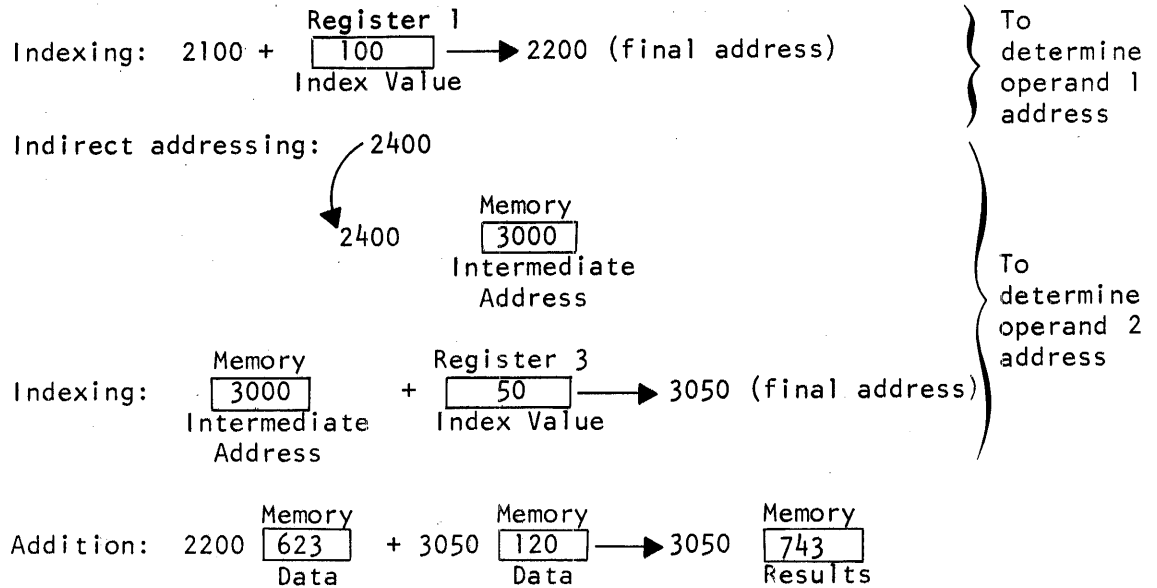 Register 1
Indexing: 2100 + 100 2200 (final address)
Index Value
To
determine
operand 1
address
Indirect addressing: 2400
Memory
2400 3000
Intermediate
Address
To
determine
operand 2
address
Memory Register 3
Indexing: 3000 + 50 3050 (final address)
Intermediate Index Value
Address
Memory Memory Memory
Addition: 2200 623 + 3050 120 3050 743
Data Data Results